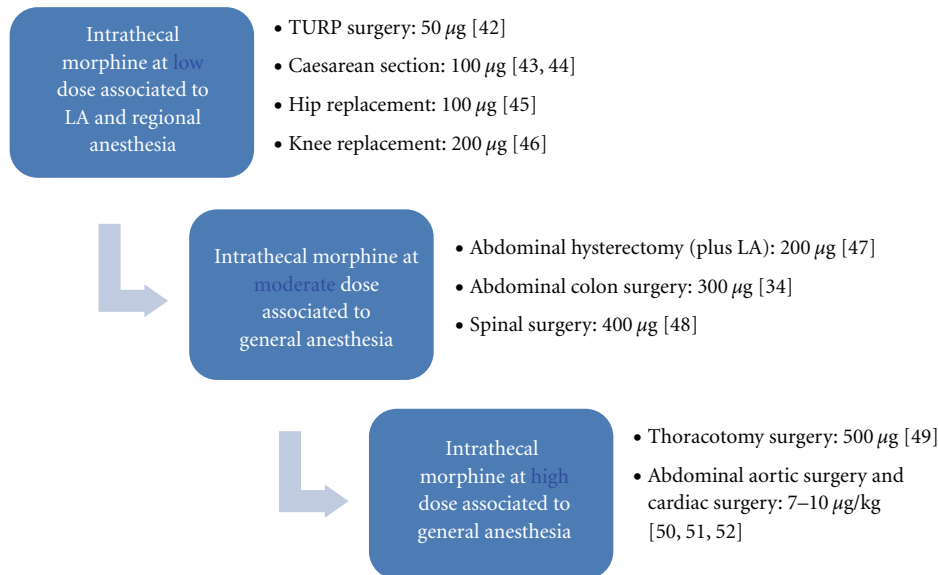 Intrathecal
morphine at low
dose associated to
LA and regional
anesthesia
• TURP surgery: 50 µg [42]
• Caesarean section: 100 µg [43, 44]
• Hip replacement: 100 µg [45]
• Knee replacement: 200 µg [46]
Intrathecal morphine at
moderate dose
associated to
general anesthesia
• Abdominal hysterectomy (plus LA): 200 µg [47]
• Abdominal colon surgery: 300 µg [34]
• Spinal surgery: 400 µg [48]
Intrathecal
morphine at high
dose associated to
general anesthesia
• Thoracotomy surgery: 500 µg [49]
• Abdominal aortic surgery and
cardiac surgery: 7–10 µg/kg
[50, 51, 52]